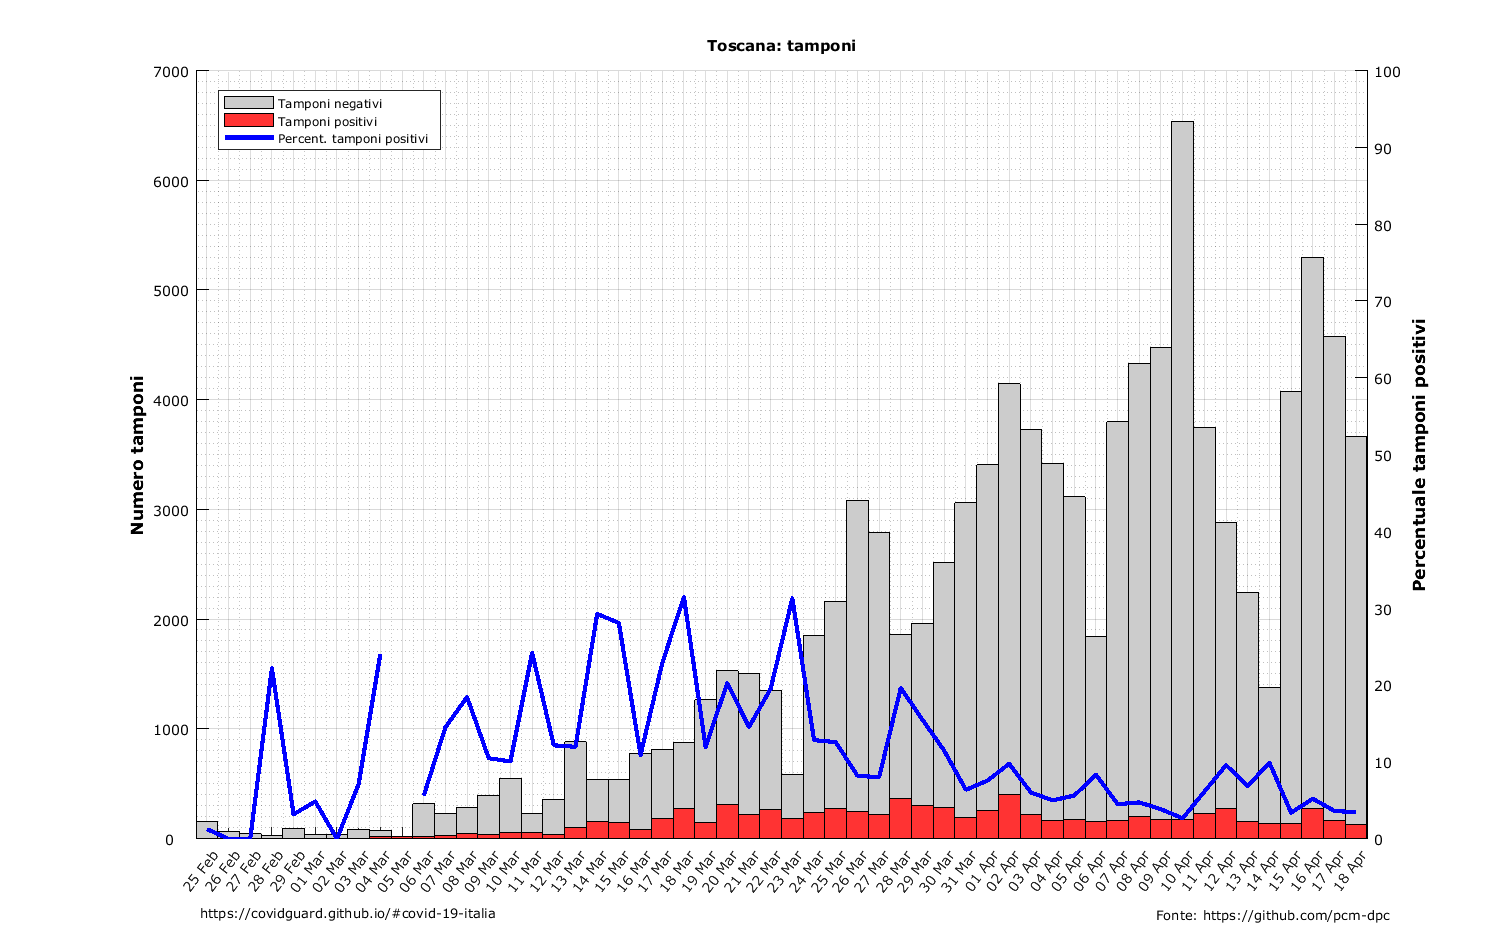 Toscana: tamponi
7000
6000
5000
4000
3000
2000
1000
0
100
90
80
70
60
50
40
30
20
10
0
Tamponi negativi
Tamponi positivi
Percent. tamponi positivi
Numero tamponi
Percentuale tamponi positivi
25 Feb
26 Feb
27 Feb
28 Feb
29 Feb
01 Mar
02 Mar
03 Mar
04 Mar
05 Mar
06 Mar
07 Mar
08 Mar
09 Mar
10 Mar
11 Mar
12 Mar
13 Mar
14 Mar
15 Mar
16 Mar
17 Mar
18 Mar
19 Mar
20 Mar
21 Mar
22 Mar
23 Mar
24 Mar
25 Mar
26 Mar
27 Mar
28 Mar
29 Mar
30 Mar
31 Mar
01 Apr
02 Apr
03 Apr
04 Apr
05 Apr
06 Apr
07 Apr
08 Apr
09 Apr
10 Apr
11 Apr
12 Apr
13 Apr
14 Apr
15 Apr
16 Apr
17 Apr
18 Apr
https://covidguard.github.io/#covid-19-italia
Fonte: https://github.com/pcm-dpc